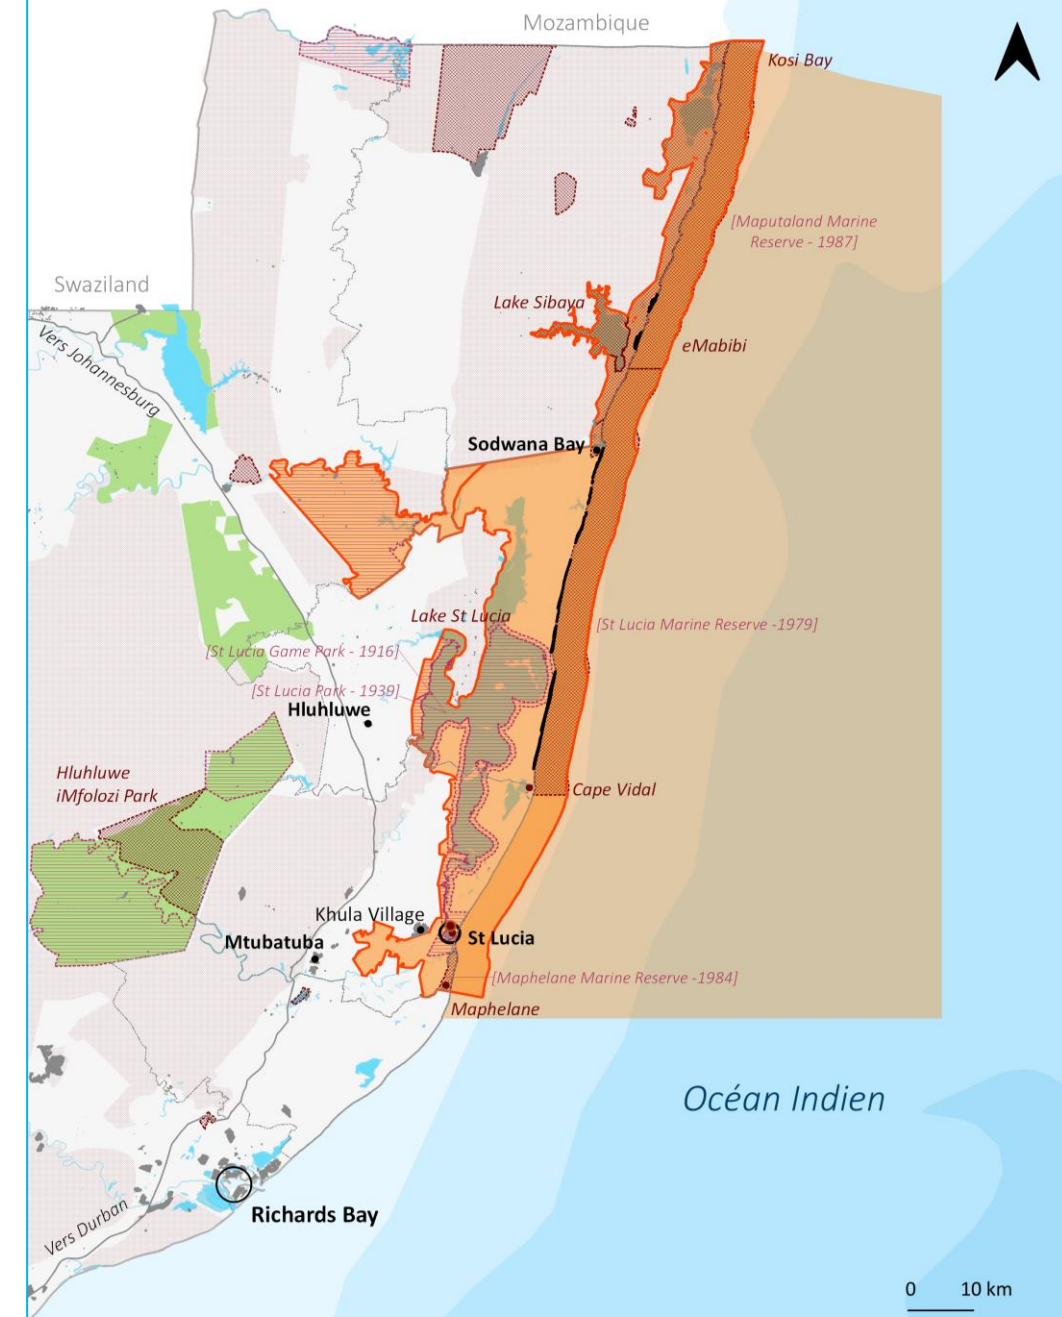 Mozambique
Kosi Bay
[Maputaland Marine
Reserve - 1987]
Swaziland
Lake Sibaya
Vers Johannesburg
eMabibi
Sodwana Bay
Lake St Lucia
[St Lucia Marine Reserve -1979]
[St Lucia Game Park - 1916]
[St Lucia Park - 1939]
Hluhluwe
Hluhluwe
iMfolozi Park
Cape Vidal
Khula Village
St Lucia
Mtubatuba
[Maphelane Marine Reserve -1984]
Maphelane
Océan Indien
Richards Bay
Vers Durban
0 10 km